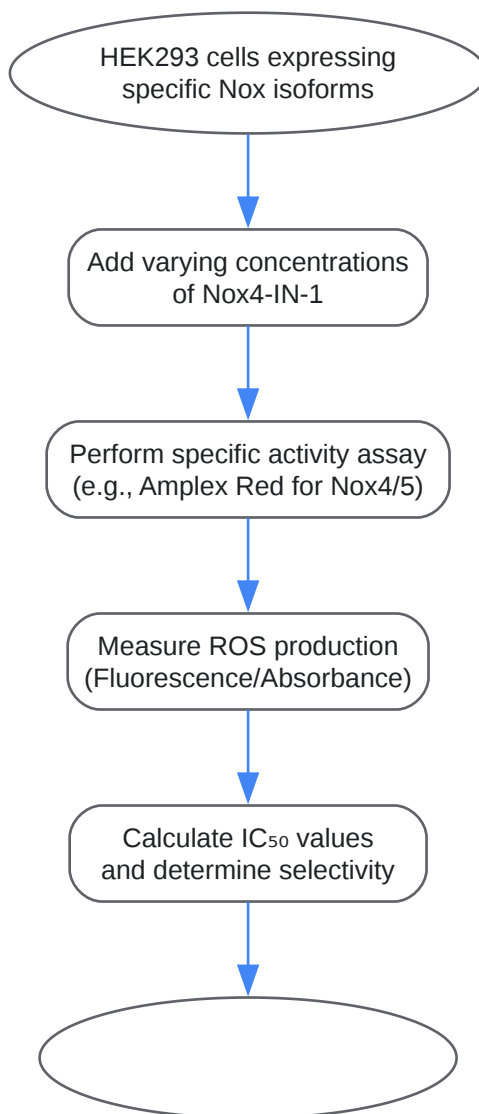 HEK293 cells expressing
specific Nox isoforms
Add varying concentrations
of Nox4-IN-1
Perform specific activity assay
(e.g., Amplex Red for Nox4/5)
Measure ROS production
(Fluorescence/Absorbance)
Calculate IC₅₀ values
and determine selectivity